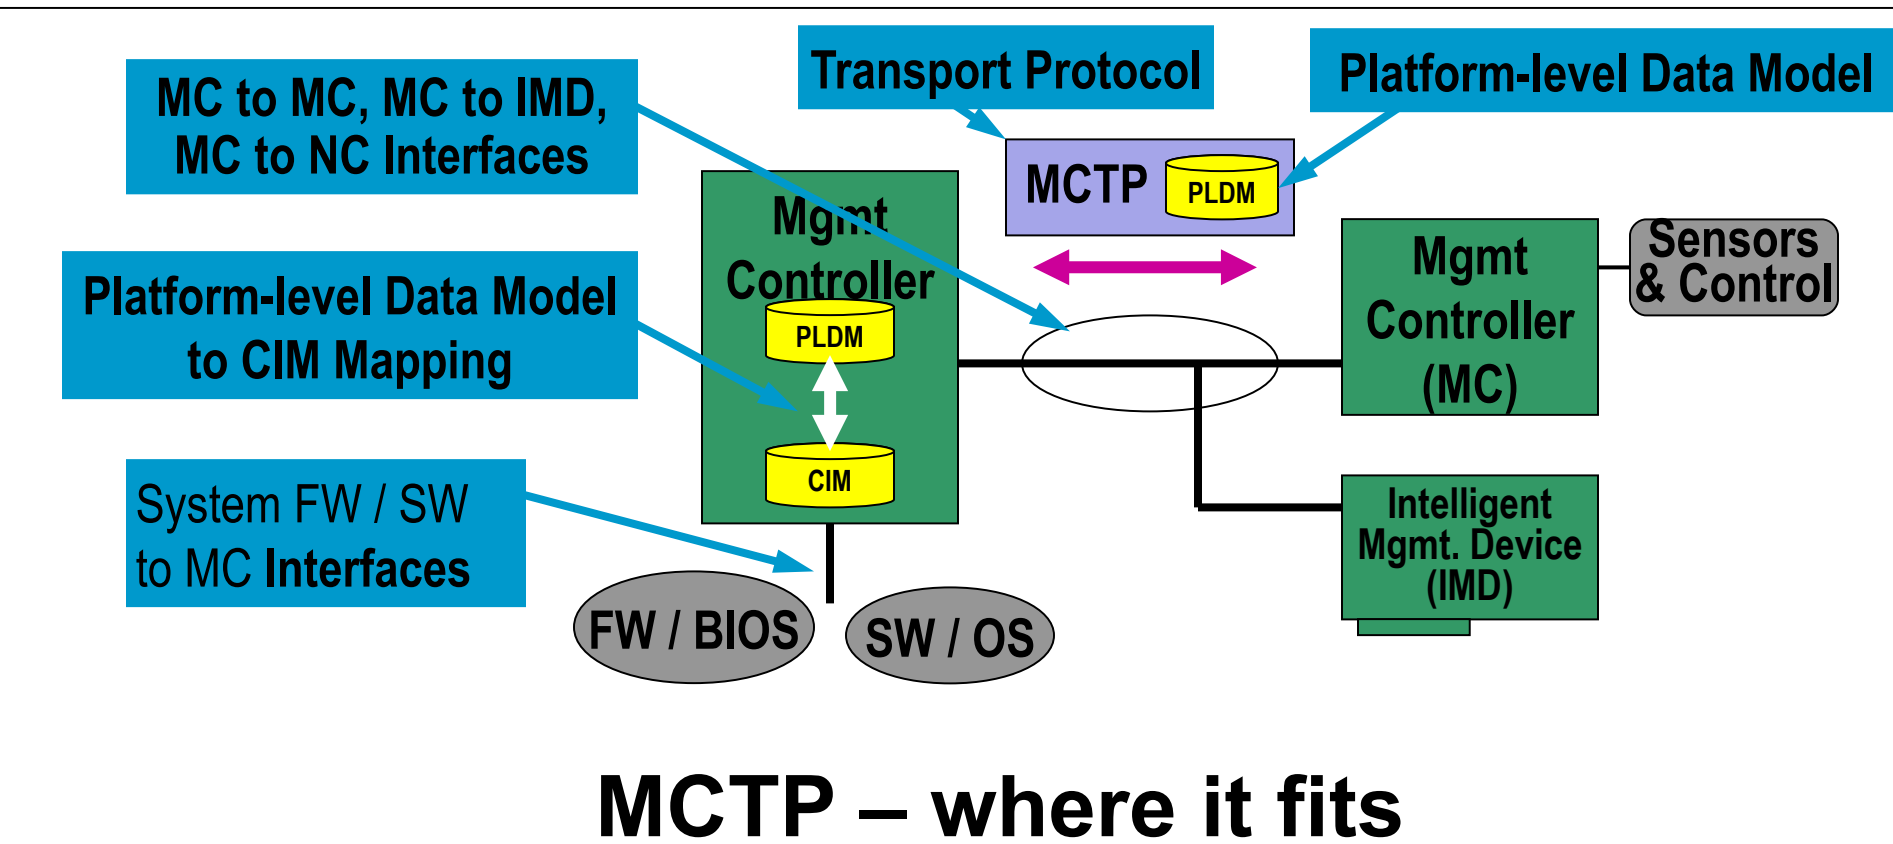 Transport Protocol
Platform-level Data Model
MC to MC, MC to IMD,
MC to NC Interfaces
MCTP
PLDM
Mgmt
Controller
PLDM
CIM
Mgmt
Controller
(MC)
Sensors
& Control
Platform-level Data Model
to CIM Mapping
System FW / SW
to MC Interfaces
Intelligent
Mgmt. Device
(IMD)
FW / BIOS
SW / OS
MCTP – where it fits